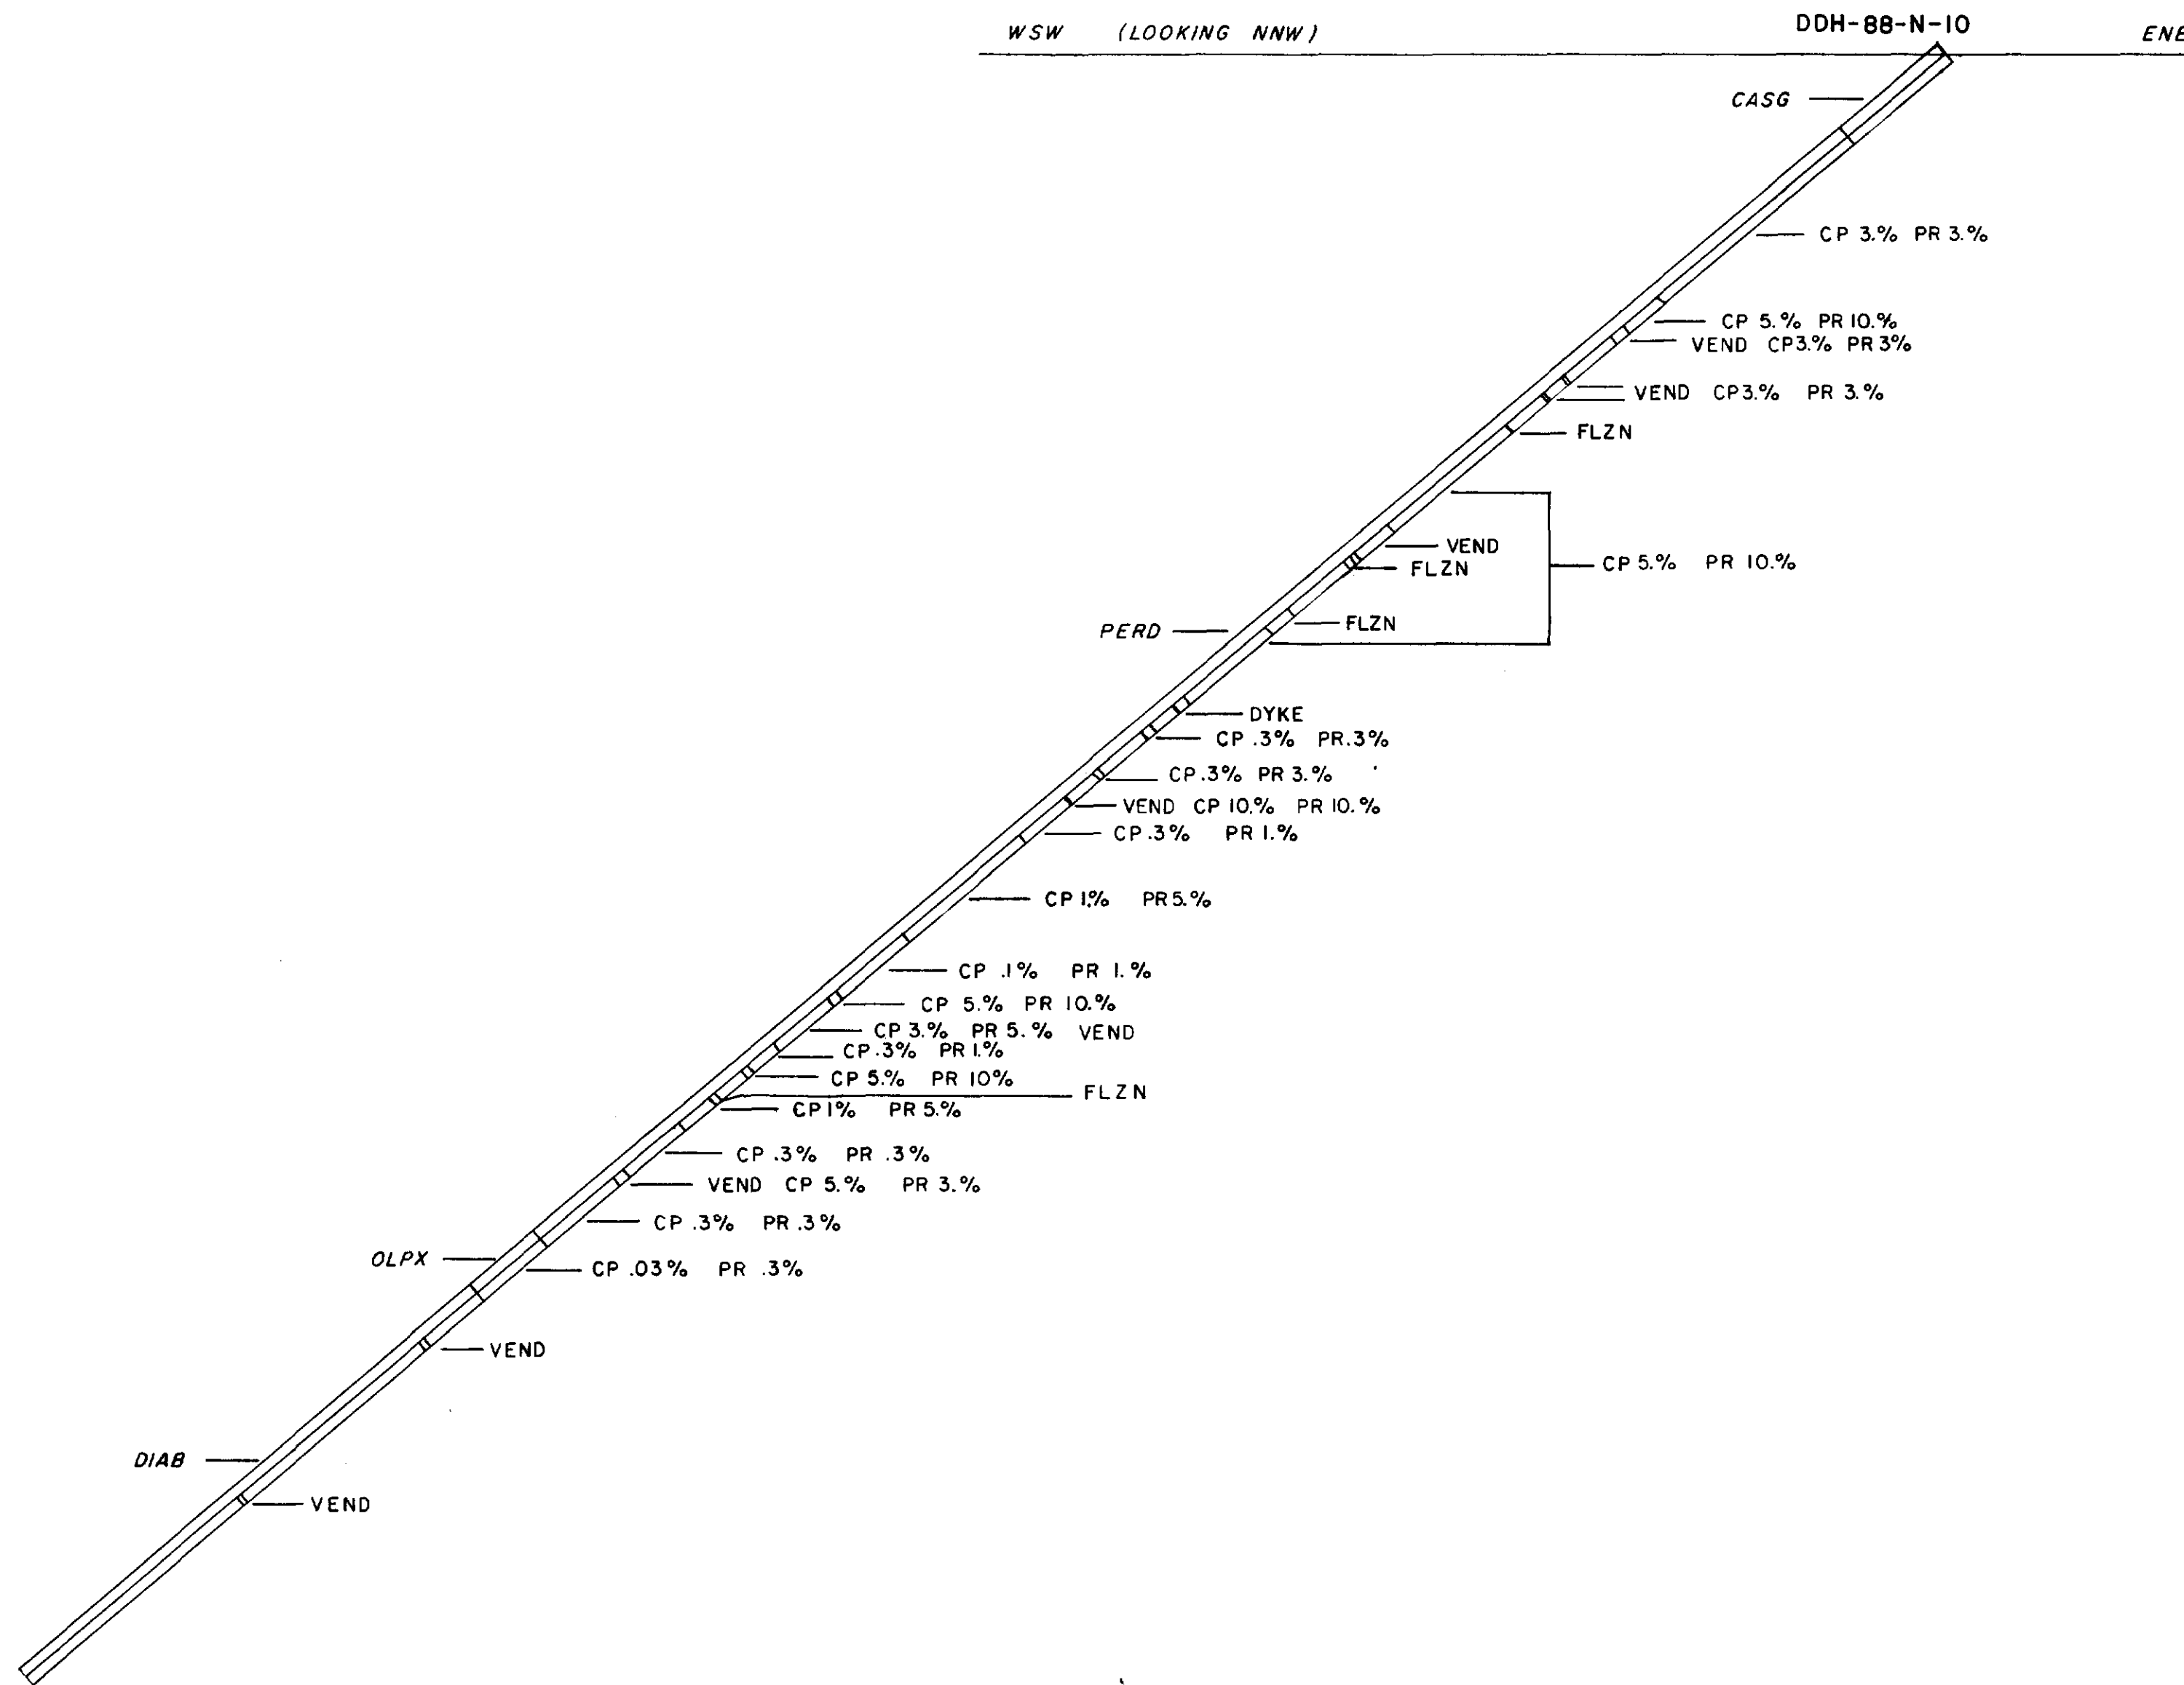 WSW (LOOKING NNW) DDH-88-N-10 ENE
CASG
CP 3.% PR 3.%
CP 5.% PR 10.%
VEND CP3.% PR 3%
VEND CP3.% PR 3.%
FLZN
VEND
CP 5.% PR 10.%
FLZN
FLZN
PERD
DYKE
CP .3% PR.3%
CP .3% PR 3.%
VEND CP 10.% PR 10.%
CP .3% PR 1.%
CP 1.% PR 5.%
CP .1% PR 1.%
CP 5.% PR 10.%
CP 3.% PR 5.% VEND
CP .3% PR 1.%
CP 5.% PR 10%
FLZN
CP 1% PR 5.%
CP .3% PR .3%
VEND CP 5.% PR 3.%
CP .3% PR .3%
OLPX
CP .03% PR .3%
VEND
DIAB
VEND